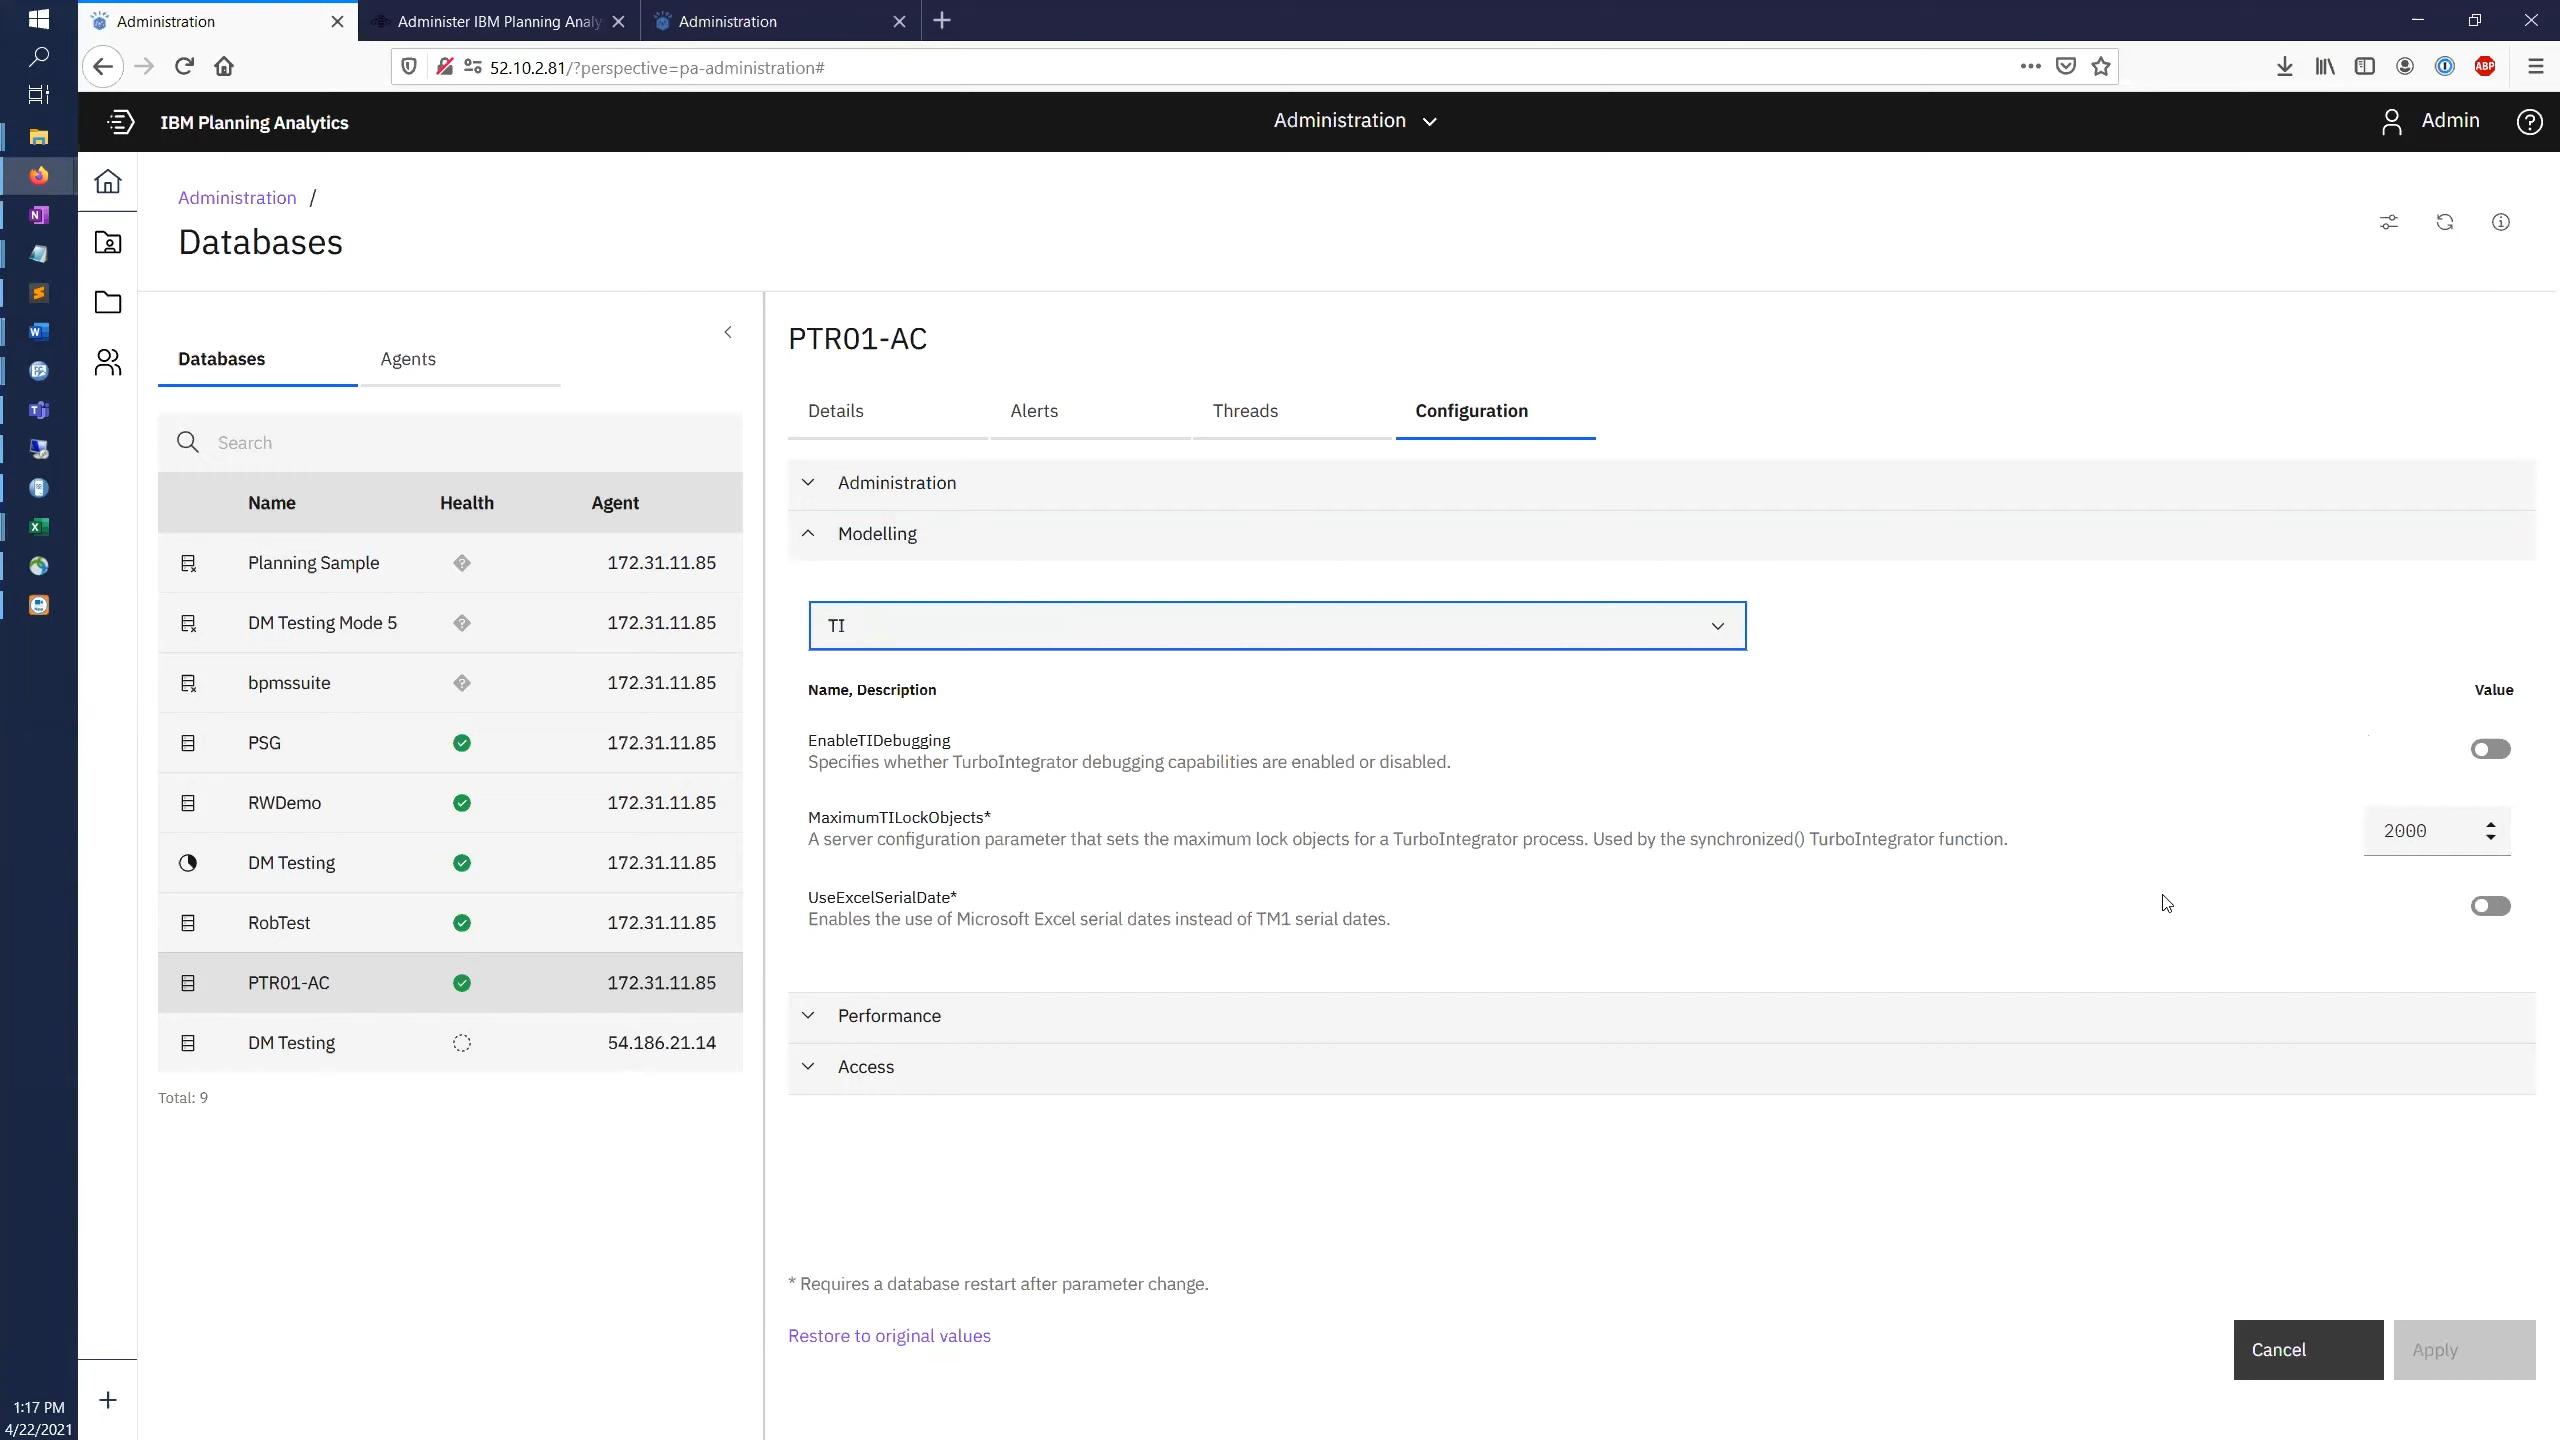 Administration
Administer IBM Planning Analy
Administration
52.10.2.81/?perspective=pa-administration#
ABP
IBM Planning Analytics
Administration
Admin
Administration /
Databases
Databases
Agents
Search
Name Health Agent
Planning Sample 172.31.11.85
DM Testing Mode 5 172.31.11.85
bpmssuite 172.31.11.85
PSG 172.31.11.85
RWDemo 172.31.11.85
DM Testing 172.31.11.85
RobTest 172.31.11.85
PTR01-AC 172.31.11.85
DM Testing 54.186.21.14
Total: 9
PTR01-AC
Details Alerts Threads Configuration
Administration
Modelling
TI
Name, Description Value
EnableTIDebugging
Specifies whether TurboIntegrator debugging capabilities are enabled or disabled.
MaximumTILockObjects*
A server configuration parameter that sets the maximum lock objects for a TurboIntegrator process. Used by the synchronized() TurboIntegrator function.
2000
UseExcelSerialDate*
Enables the use of Microsoft Excel serial dates instead of TM1 serial dates.
Performance
Access
* Requires a database restart after parameter change.
Restore to original values
Cancel
Apply
1:17 PM
4/22/2021